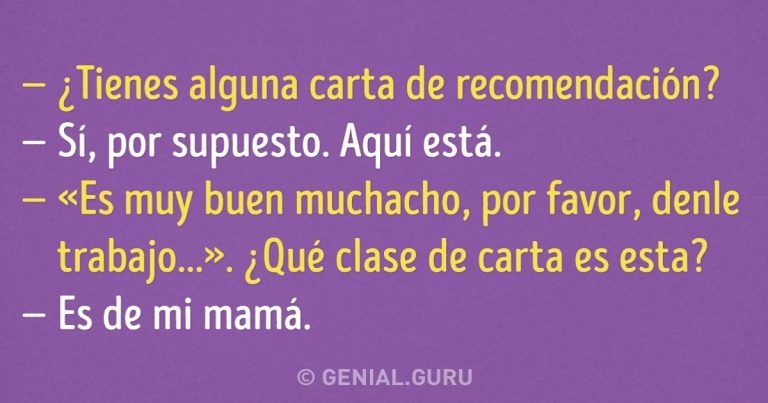 – ¿Tienes alguna carta de recomendación?
– Sí, por supuesto. Aquí está.
– «Es muy buen muchacho, por favor, denle
trabajo...». ¿Qué clase de carta es esta?
– Es de mi mamá.
© GENIAL.GURU